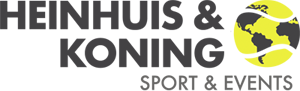 HEINHUIS &
KONING
SPORT & EVENTS